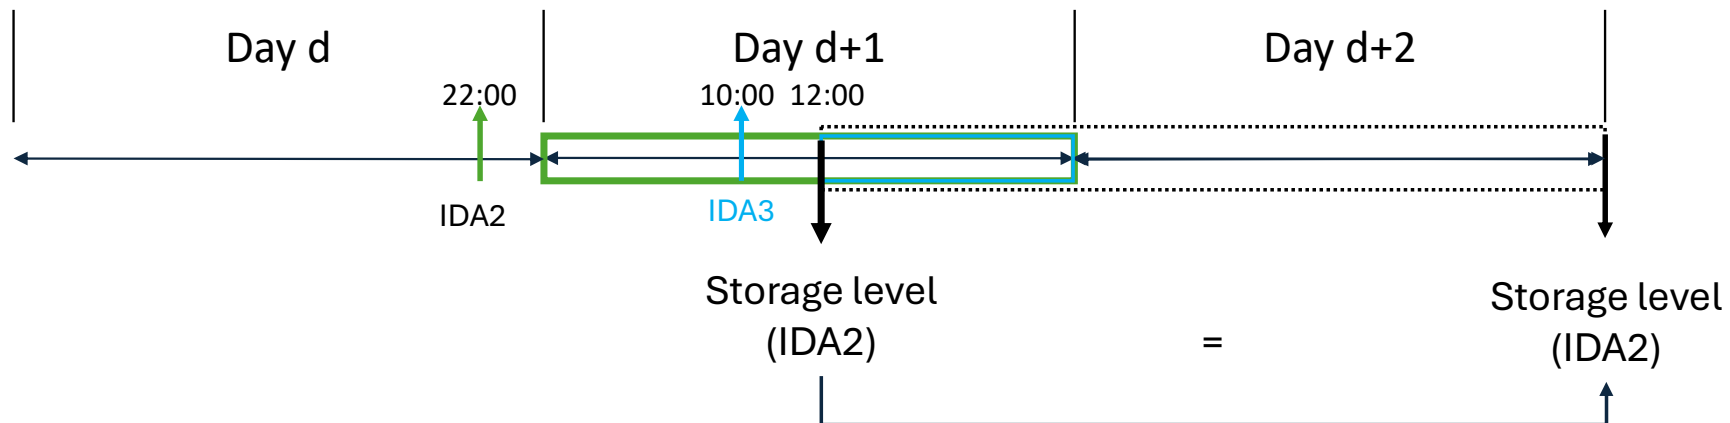 Day d
Day d+1
Day d+2
22:00
10:00
12:00
IDA2
IDA3
Storage level
(IDA2)
=
Storage level
(IDA2)